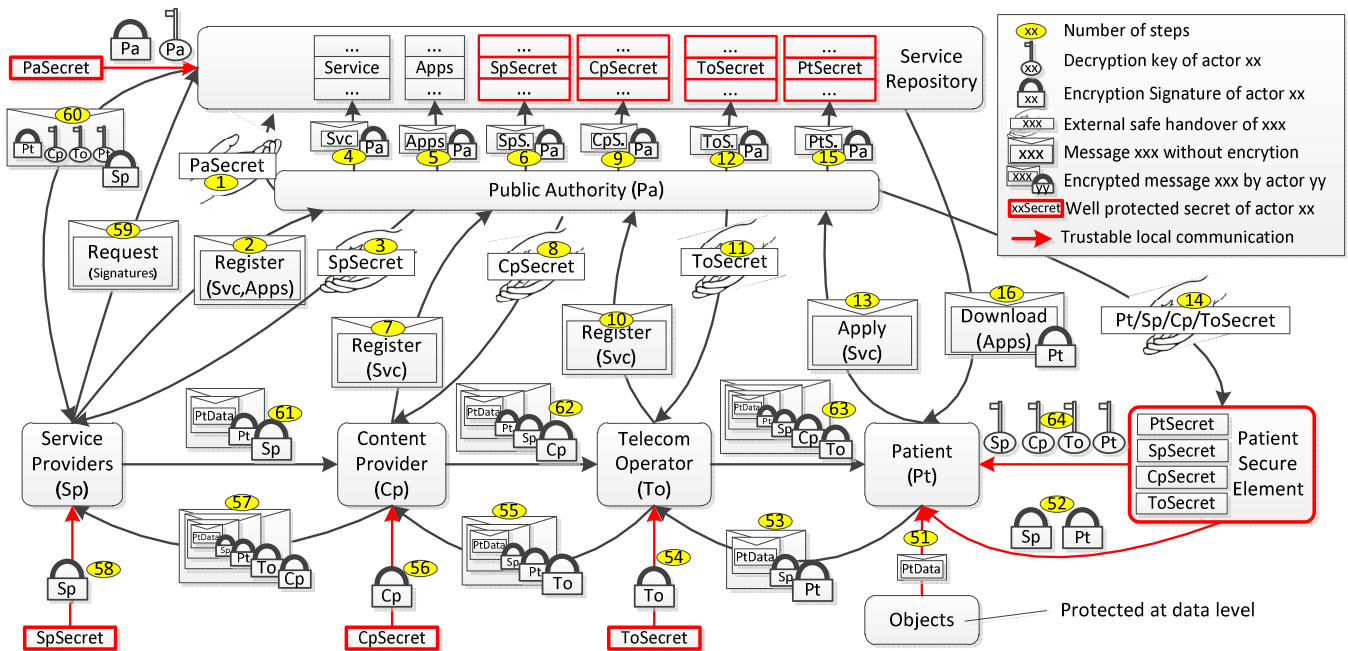 PaSecret
Pa
Pa
...
Service
...
...
Apps
...
...
SpSecret
...
...
CpSecret
...
...
ToSecret
...
...
PtSecret
...
Service
Repository
xx
Number of steps
xx
Decryption key of actor xx
xx
Encryption Signature of actor xx
xxx
External safe handover of xxx
xxx
Message xxx without encrytion
xxx
yy
Encrypted message xxx by actor yy
xxSecret
Well protected secret of actor xx
Trustable local communication
60
Pt
Cp
To
Pt
Sp
PaSecret
1
Svc
Pa
4
Apps
Pa
5
SpS.
Pa
6
CpS.
Pa
9
ToS.
Pa
12
PtS.
Pa
15
Public Authority (Pa)
59
Request
(Signatures)
2
Register
(Svc,Apps)
3
SpSecret
8
CpSecret
11
ToSecret
7
Register
(Svc)
10
Register
(Svc)
13
Apply
(Svc)
16
Download
(Apps)
Pt
14
Pt/Sp/Cp/ToSecret
PtData
Pt
Sp
61
PtData
Pt
Sp
Cp
62
PtData
Pt
Sp
Cp
To
63
Sp
Cp
To
Pt
64
Service
Providers
(Sp)
Content
Provider
(Cp)
Telecom
Operator
(To)
Patient
(Pt)
PtSecret
SpSecret
CpSecret
ToSecret
Patient
Secure
Element
57
PtData
Sp
Pt
To
Cp
55
PtData
Sp
Pt
To
53
PtData
Sp
Pt
51
PtData
52
Sp
Pt
58
Sp
56
Cp
54
To
SpSecret
CpSecret
ToSecret
Objects
Protected at data level